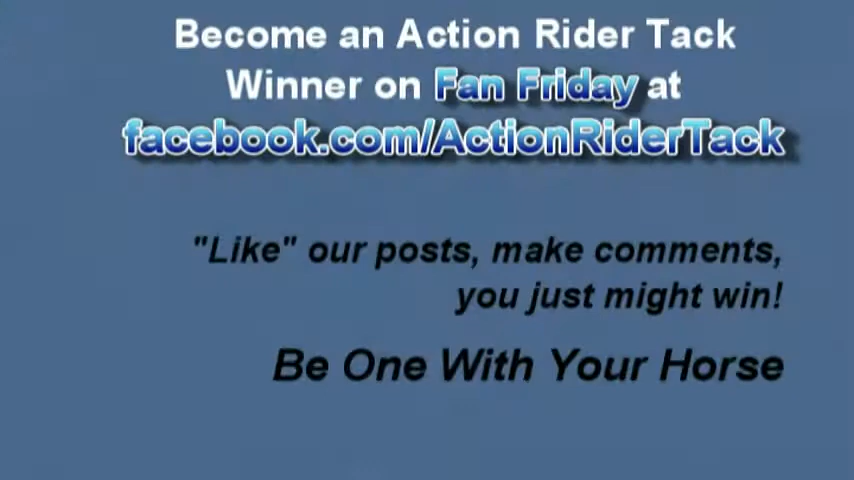 Become an Action Rider Tack
Winner on Fan Friday at
facebook.com/ActionRiderTack
"Like" our posts, make comments,
you just might win!
Be One With Your Horse